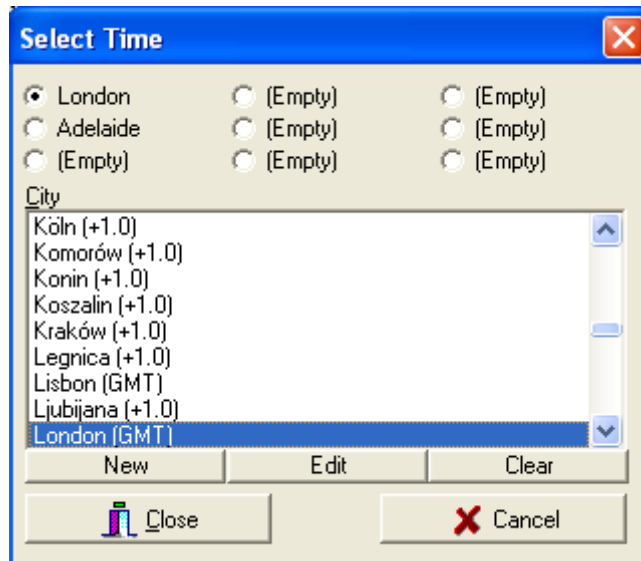 Select Time
London (Empty) (Empty)
Adelaide (Empty) (Empty)
(Empty) (Empty) (Empty)
City
Köln (+1.0)
Komorów (+1.0)
Konin (+1.0)
Koszalin (+1.0)
Kraków (+1.0)
Legnica (+1.0)
Lisbon (GMT)
Ljubijana (+1.0)
London (GMT)
New Edit Clear
Close Cancel